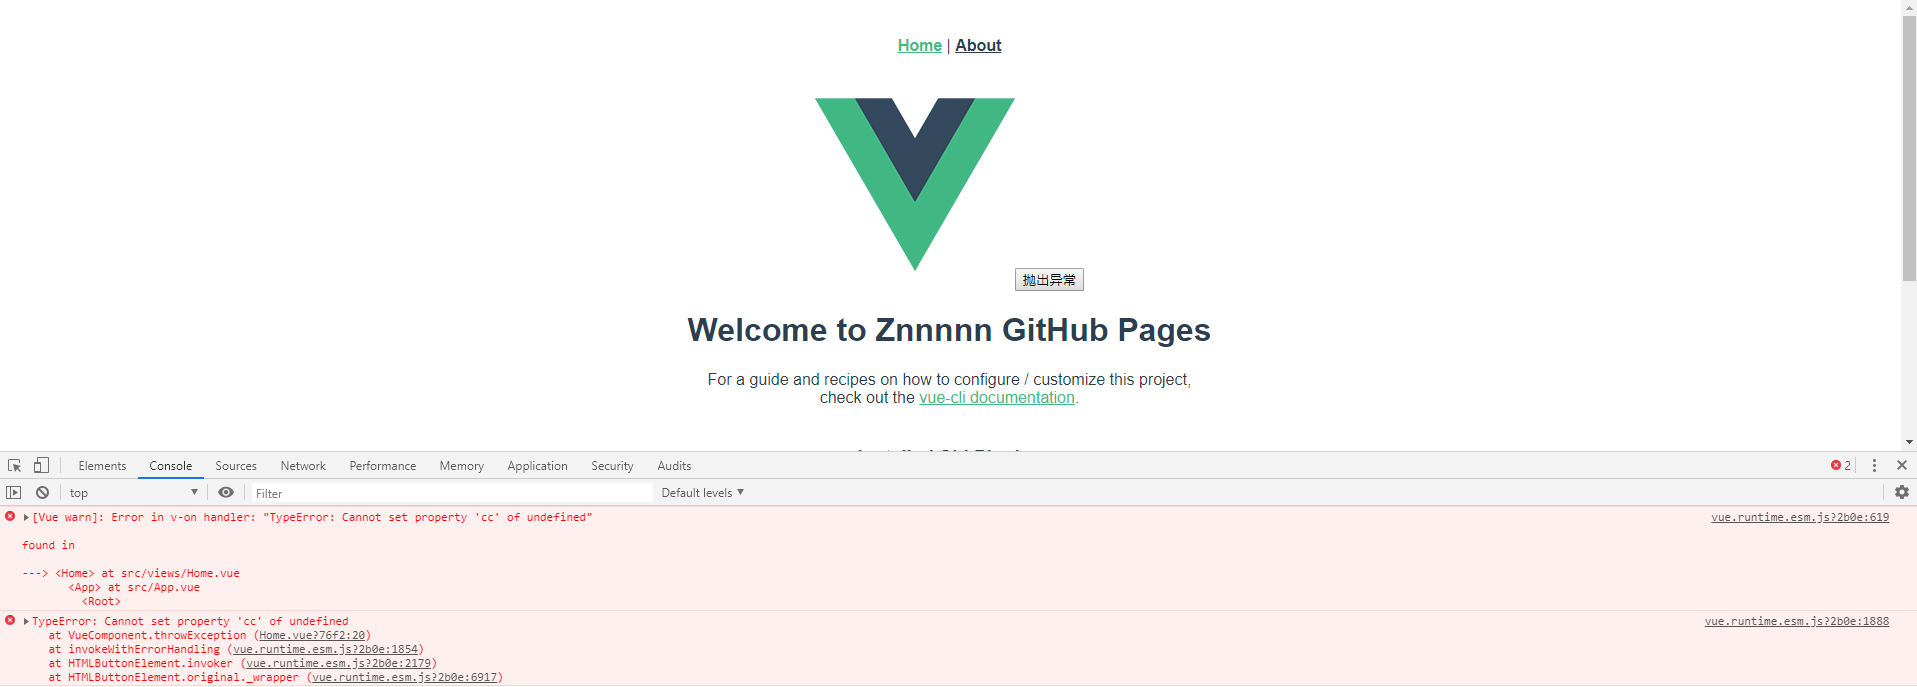 Home | About
抛出异常
Welcome to Znnnnn GitHub Pages
For a guide and recipes on how to configure / customize this project,
check out the vue-cli documentation.
Elements Console Sources Network Performance Memory Application Security Audits 2
top Filter Default levels
[Vue warn]: Error in v-on handler: "TypeError: Cannot set property 'cc' of undefined" vue.runtime.esm.js?2b0e:619
found in
---> <Home> at src/views/Home.vue
<App> at src/App.vue
<Root>
TypeError: Cannot set property 'cc' of undefined vue.runtime.esm.js?2b0e:1888
at VueComponent.throwException (Home.vue?76f2:20)
at invokeWithErrorHandling (vue.runtime.esm.js?2b0e:1854)
at HTMLButtonElement.invoker (vue.runtime.esm.js?2b0e:2179)
at HTMLButtonElement.original._wrapper (vue.runtime.esm.js?2b0e:6917)